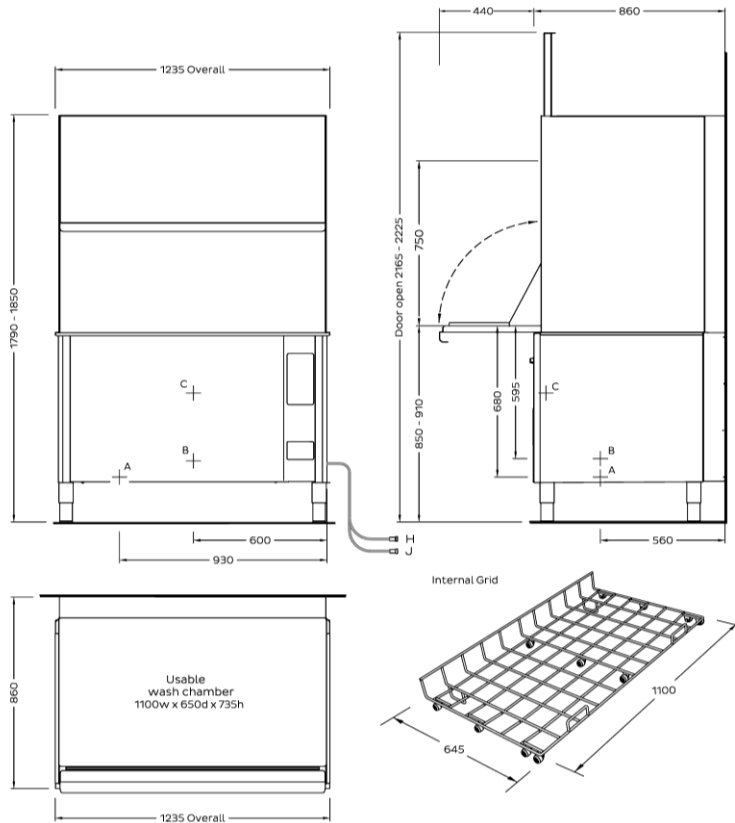 440
860
1235 Overall
1790 - 1850
Door open 2165 - 2225
750
850 - 910
680
595
C
B
A
C
B
A
600
930
560
H
J
Internal Grid
860
Usable
wash chamber
1100w x 650d x 735h
1235 Overall
645
1100